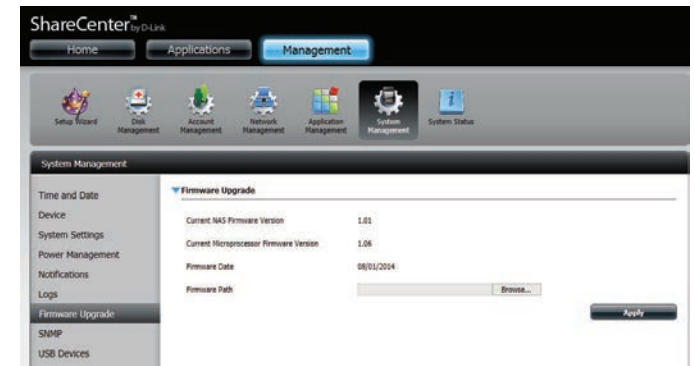 ShareCenter™ by D-Link
Home Applications Management
Setup Wizard Disk Management Account Management Network Management Application Management System Management System Status
System Management
Time and Date
Device
System Settings
Power Management
Notifications
Logs
Firmware Upgrade
SNMP
USB Devices
Firmware Upgrade
Current NAS Firmware Version 1.01
Current Microprocessor Firmware Version 1.06
Firmware Date 08/01/2014
Firmware Path Browse...
Apply